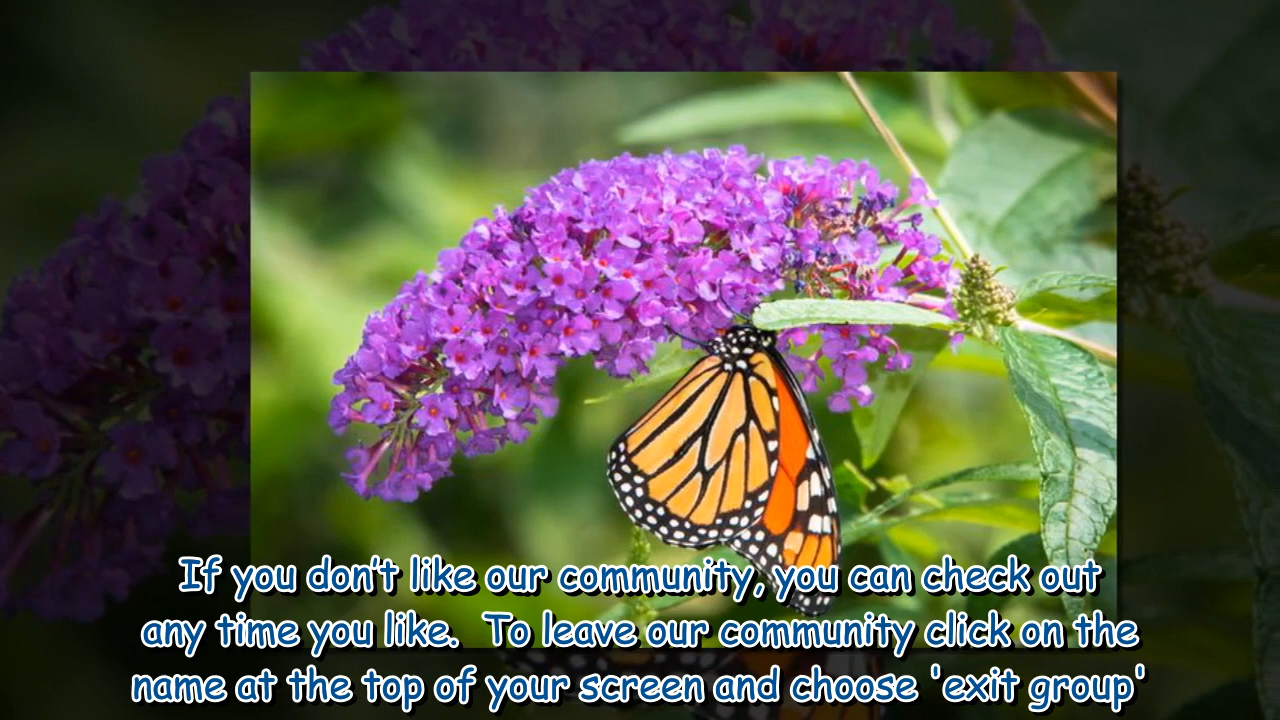 If you don't like our community, you can check out
any time you like.  To leave our community click on the
name at the top of your screen and choose 'exit group'